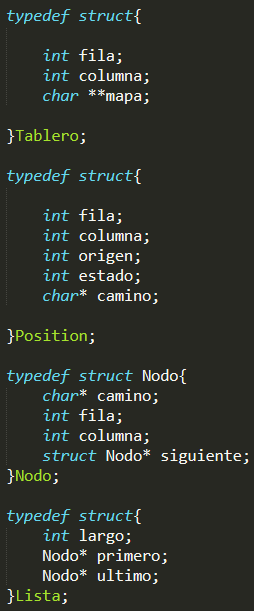 typedef struct{
int fila;
int columna;
char **mapa;
}Tablero;
typedef struct{
int fila;
int columna;
int origen;
int estado;
char* camino;
}Position;
typedef struct Nodo{
char* camino;
int fila;
int columna;
struct Nodo* siguiente;
}Nodo;
typedef struct{
int largo;
Nodo* primero;
Nodo* ultimo;
}Lista;